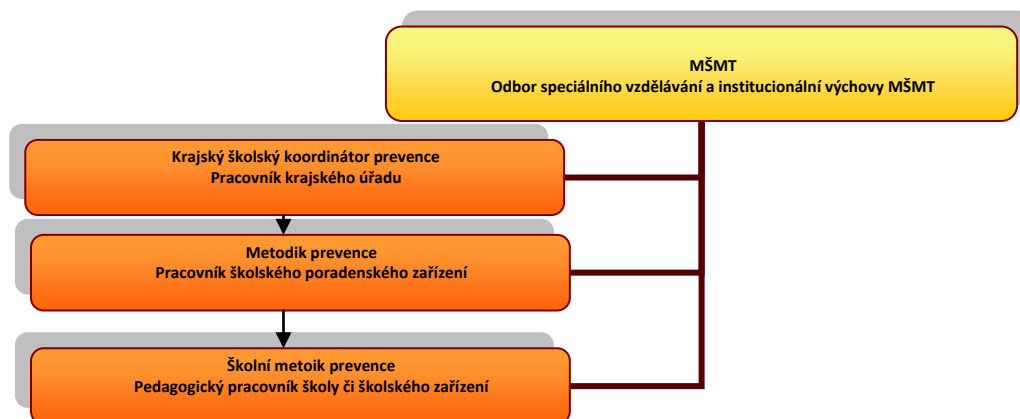 MŠMT
Odbor speciálního vzdělávání a institucionální výchovy MŠMT
Krajský školský koordinátor prevence
Pracovník krajského úřadu
Metodik prevence
Pracovník školského poradenského zařízení
Školní metoik prevence
Pedagogický pracovník školy či školského zařízení